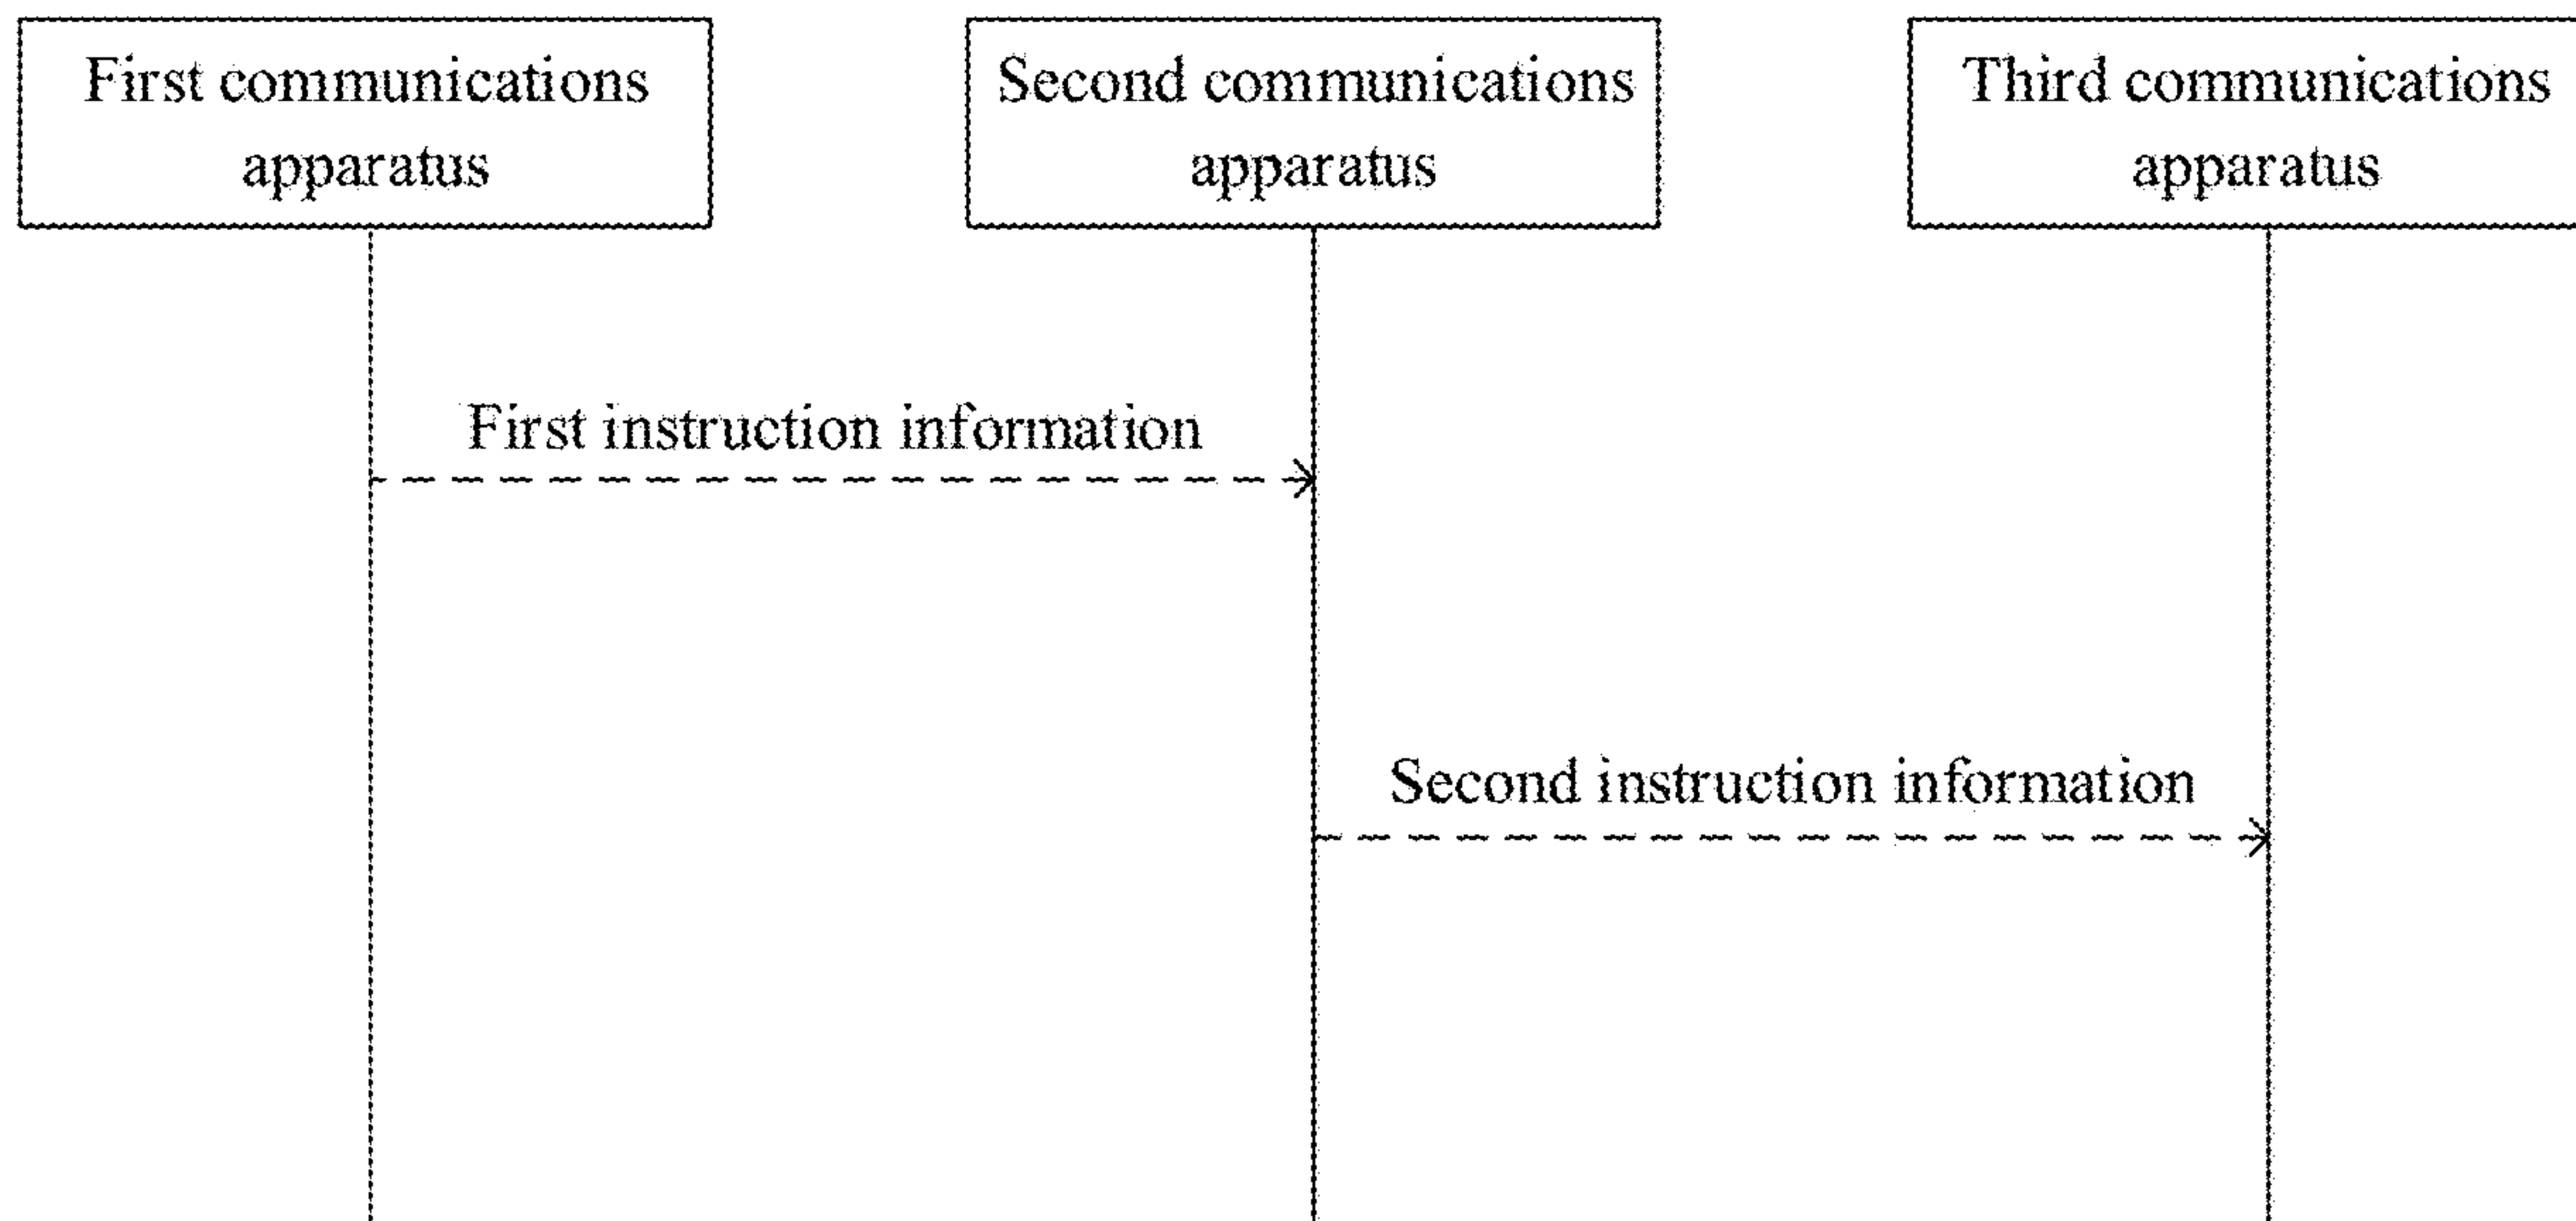 First communications
apparatus
Second communications
apparatus
Third communications
apparatus
First instruction information
Second instruction information